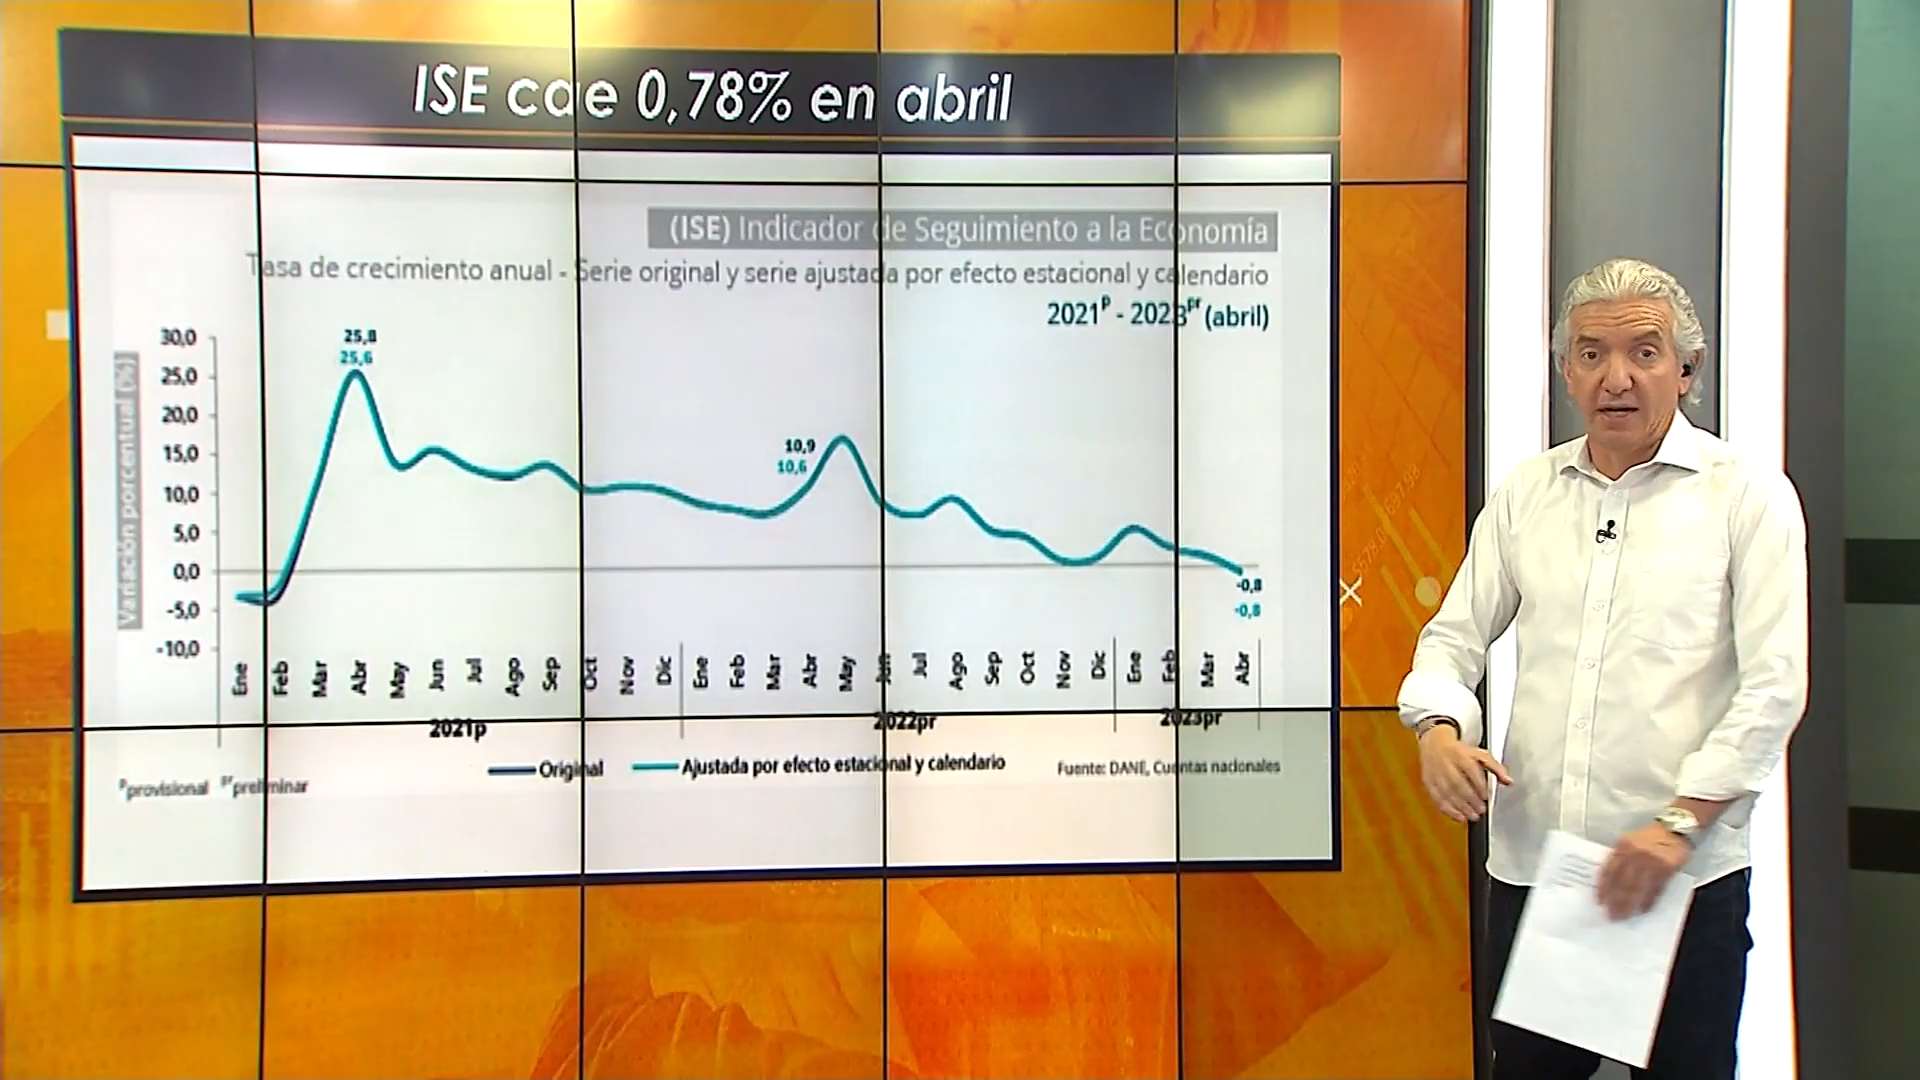 ISE cae 0,78% en abril
(ISE) Indicador de Seguimiento a la Economía
Tasa de crecimiento anual - Serie original y serie ajustada por efecto estacional y calendario
2021p - 2023pr (abril)
Variación porcentual (%)
30,0
25,0
20,0
15,0
10,0
5,0
0,0
-5,0
-10,0
25,8
25,6
10,9
10,6
-0,8
-0,8
Ene Feb Mar Abr May Jun Jul Ago Sep Oct Nov Dic Ene Feb Mar Abr May Jun Jul Ago Sep Oct Nov Dic Ene Feb Mar Abr
2021p 2022pr 2023pr
Original Ajustada por efecto estacional y calendario
Fuente: DANE, Cuentas nacionales
pprovisional prpreliminar